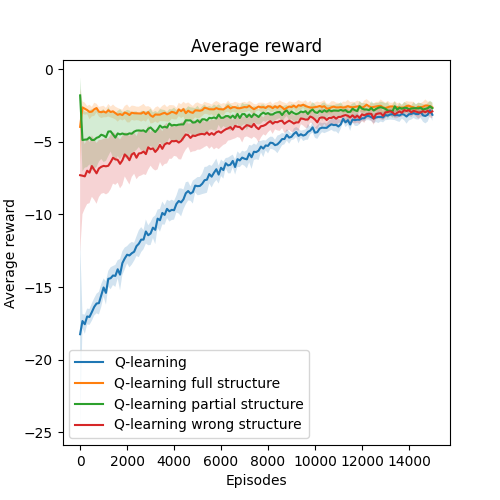 Average reward
0
−5
−10
−15
−20
−25
Average reward
Q-learning
Q-learning full structure
Q-learning partial structure
Q-learning wrong structure
0 2000 4000 6000 8000 10000 12000 14000
Episodes